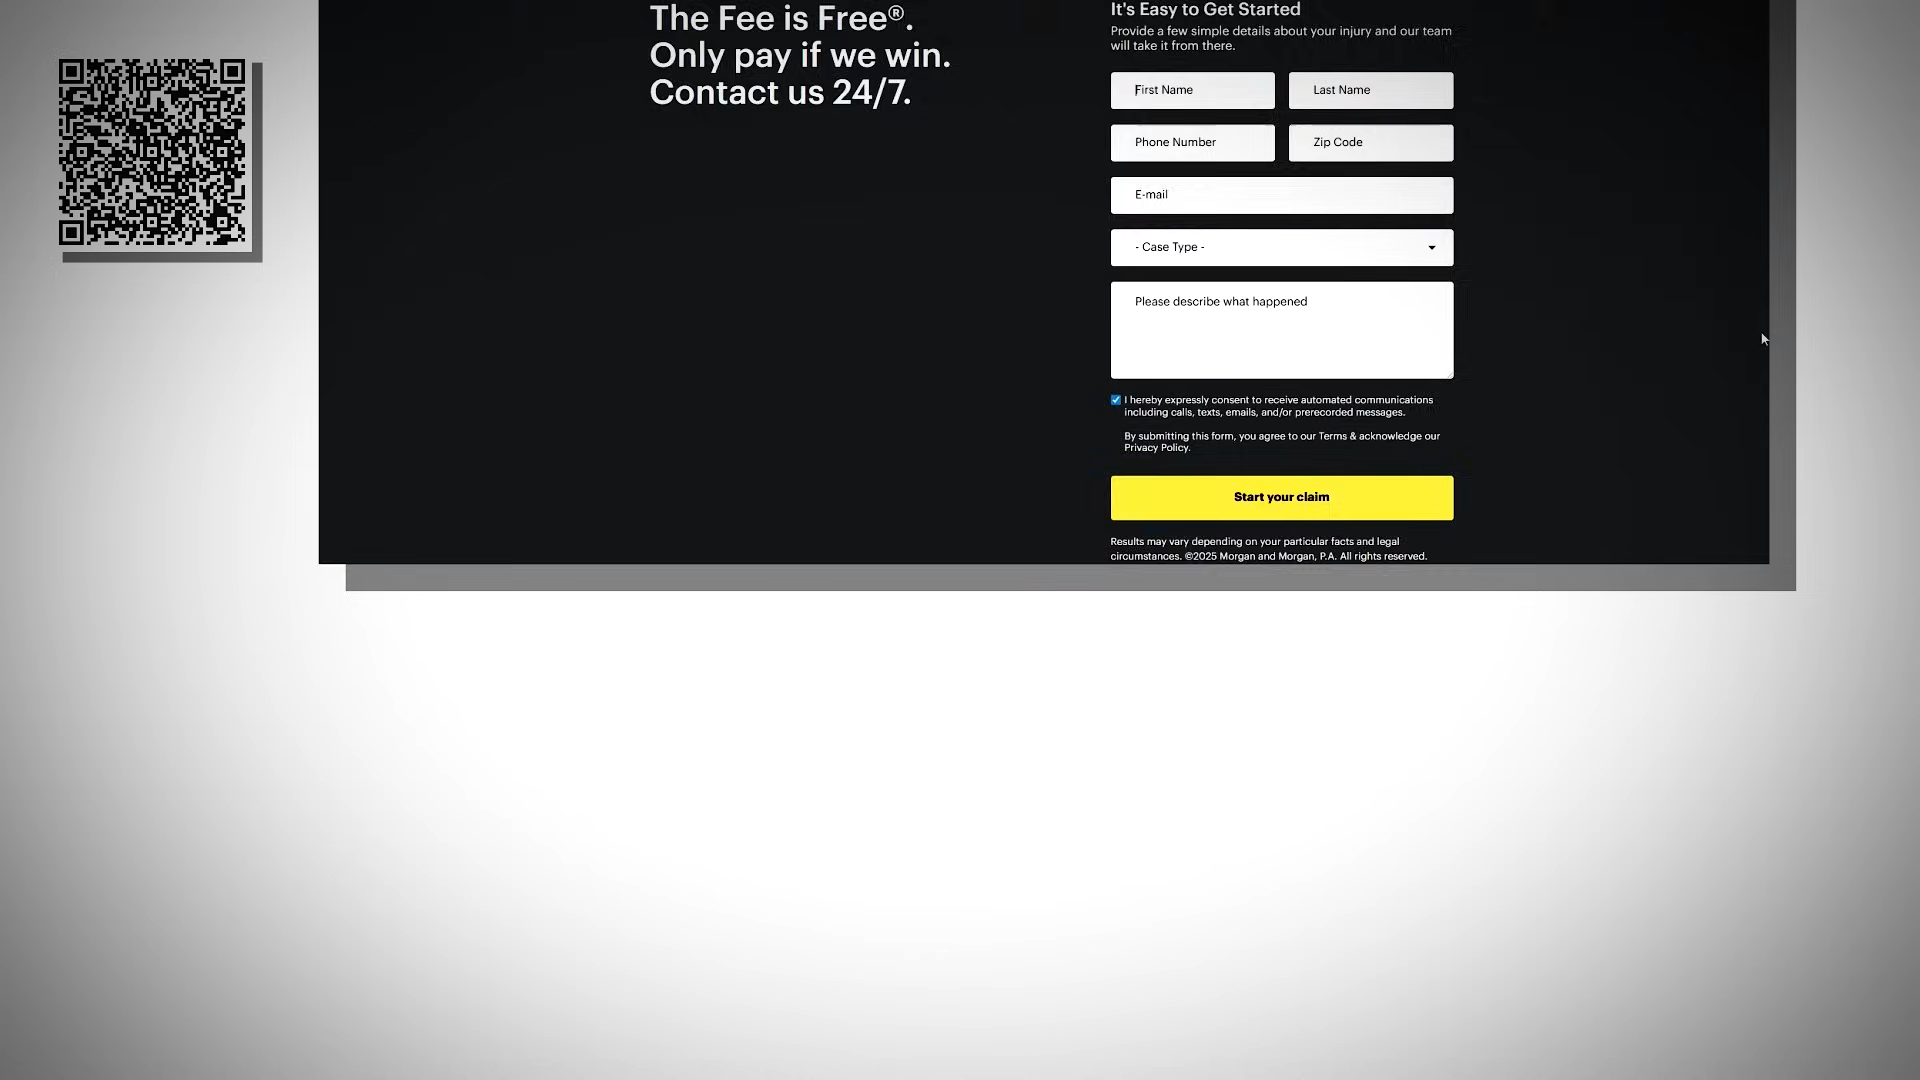 The Fee is Free®.
Only pay if we win.
Contact us 24/7.
It's Easy to Get Started
Provide a few simple details about your injury and our team
will take it from there.
First Name
Last Name
Phone Number
Zip Code
E-mail
- Case Type -
Please describe what happened
I hereby expressly consent to receive automated communications
including calls, texts, emails, and/or prerecorded messages.
By submitting this form, you agree to our Terms & acknowledge our
Privacy Policy.
Start your claim
Results may vary depending on your particular facts and legal
circumstances. ©2025 Morgan and Morgan, P.A. All rights reserved.